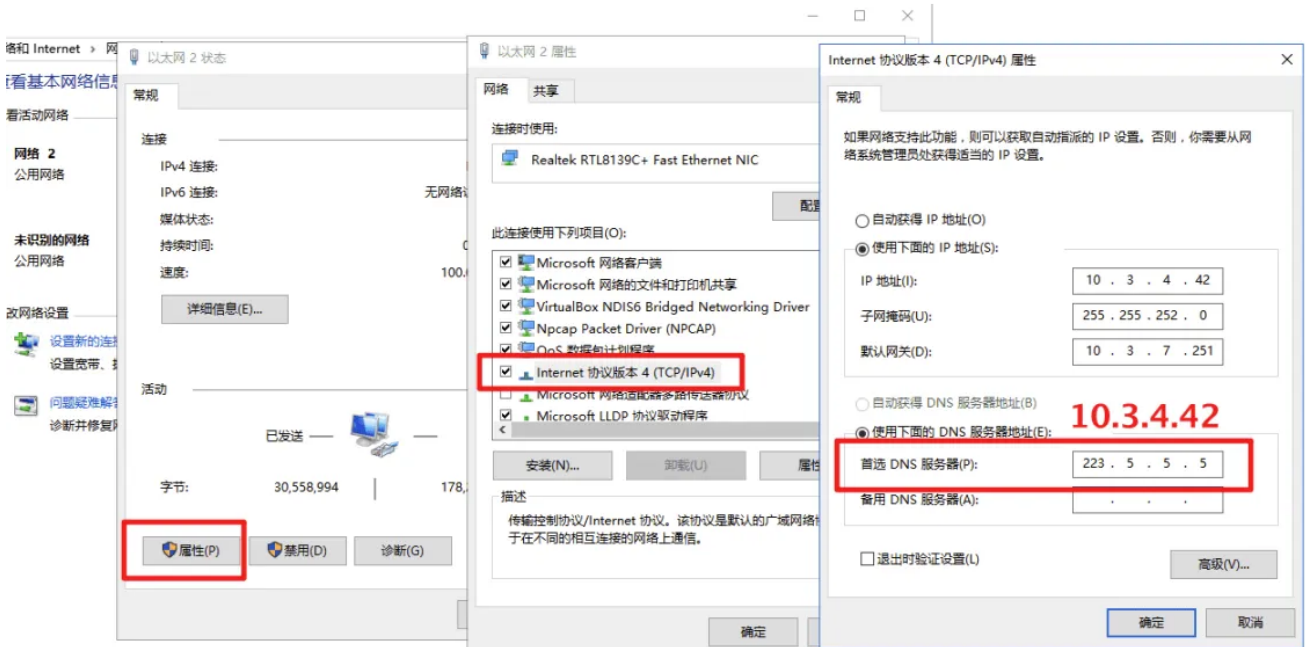 络和 Internet › 网
查看基本网络信息
看活动网络
网络 2
公用网络
未识别的网络
公用网络
改网络设置
设置新的连接
设置宽带、
问题疑难解答
诊断并修复网
以太网 2 状态
常规
连接
IPv4 连接:
IPv6 连接:
无网络
媒体状态:
持续时间:
速度:
100.
详细信息(E)...
活动
已发送
字节:
30,558,994
178,
属性(P)
禁用(D)
诊断(G)
以太网 2 属性
网络
共享
连接时使用:
Realtek RTL8139C+ Fast Ethernet NIC
配置
此连接使用下列项目(O):
Microsoft 网络客户端
Microsoft 网络的文件和打印机共享
VirtualBox NDIS6 Bridged Networking Driver
Npcap Packet Driver (NPCAP)
QoS 数据包计划程序
Internet 协议版本 4 (TCP/IPv4)
Microsoft 网络适配器多路传送器协议
Microsoft LLDP 协议驱动程序
安装(N)...
卸载(U)
属性
描述
传输控制协议/Internet 协议。该协议是默认的广域网络
于在不同的相互连接的网络上通信。
确定
Internet 协议版本 4 (TCP/IPv4) 属性
常规
如果网络支持此功能，则可以获取自动指派的 IP 设置。否则，你需要从网
络系统管理员处获得适当的 IP 设置。
自动获得 IP 地址(O)
使用下面的 IP 地址(S):
IP 地址(I):
10 . 3 . 4 . 42
子网掩码(U):
255 . 255 . 252 . 0
默认网关(D):
10 . 3 . 7 . 251
自动获得 DNS 服务器地址(B)
10.3.4.42
使用下面的 DNS 服务器地址(E):
首选 DNS 服务器(P):
223 . 5 . 5 . 5
备用 DNS 服务器(A):
. . .
退出时验证设置(L)
高级(V)...
确定
取消